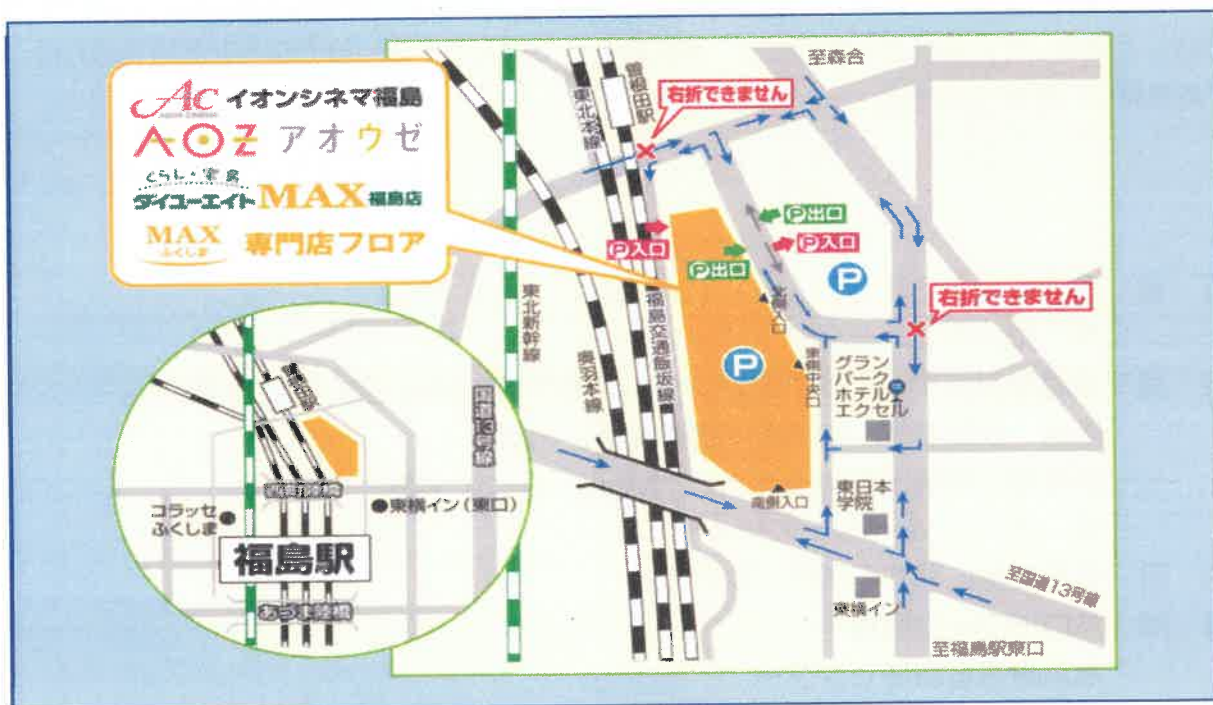 Ac イオンシネマ福島
AOZ アオウゼ
くらし・家庭
ダイユーエイト MAX 福島店
MAX
ふくしま
専門店フロア
至森合
曽根田駅
東北本線
右折できません
P出口
P入口
P入口
P出口
P
北側入口
右折できません
東北新幹線
奥羽本線
福島交通飯坂線
P
東側中央口
グラン
パーク
ホテル
エクセル
国道13号線
曽根田駅
西町跨線橋
コラッセ
ふくしま
東横イン(東口)
福島駅
あづま陸橋
南側入口
東日本
学院
東横イン
至国道13号線
至福島駅東口